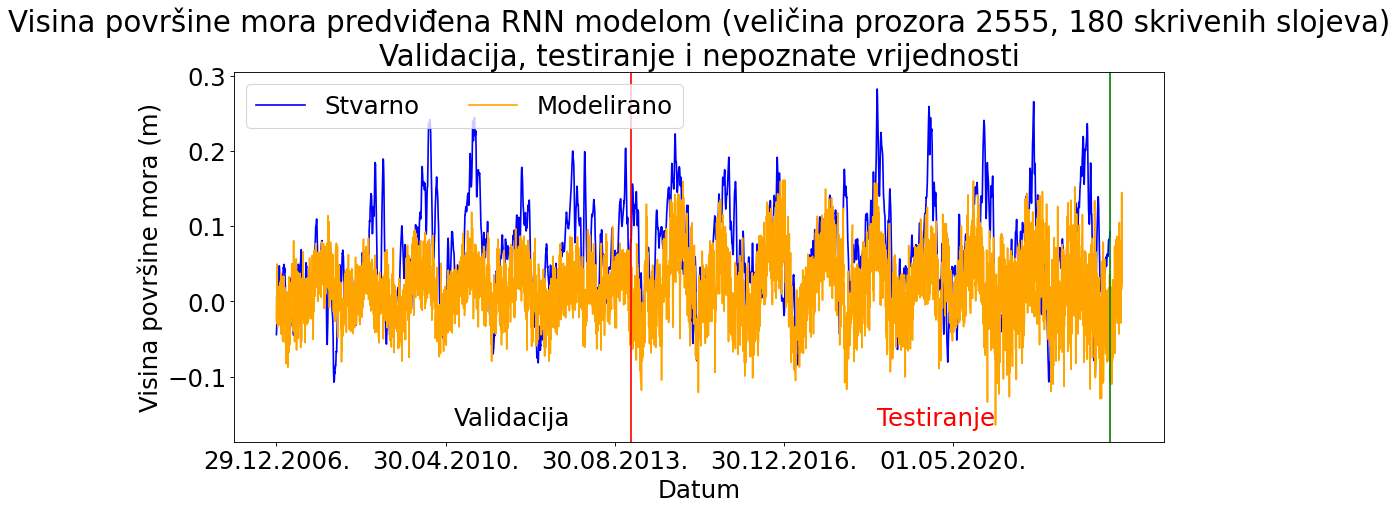 Visina površine mora predviđena RNN modelom (veličina prozora 2555, 180 skrivenih slojeva)
Validacija, testiranje i nepoznate vrijednosti
Stvarno Modelirano
Visina površine mora (m)
0.3
0.2
0.1
0.0
−0.1
Validacija Testiranje
29.12.2006. 30.04.2010. 30.08.2013. 30.12.2016. 01.05.2020.
Datum